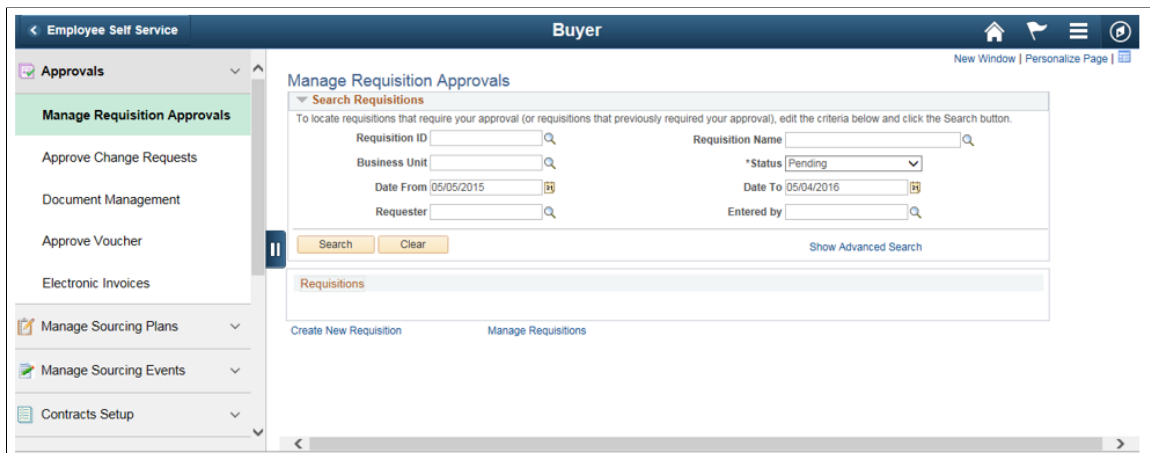 Employee Self Service
Buyer
New Window | Personalize Page |
Approvals
Manage Requisition Approvals
Approve Change Requests
Document Management
Approve Voucher
Electronic Invoices
Manage Sourcing Plans
Manage Sourcing Events
Contracts Setup
Manage Requisition Approvals
Search Requisitions
To locate requisitions that require your approval (or requisitions that previously required your approval), edit the criteria below and click the Search button.
Requisition ID Requisition Name
Business Unit *Status Pending
Date From 05/05/2015 Date To 05/04/2016
Requester Entered by
Search Clear Show Advanced Search
Requisitions
Create New Requisition Manage Requisitions